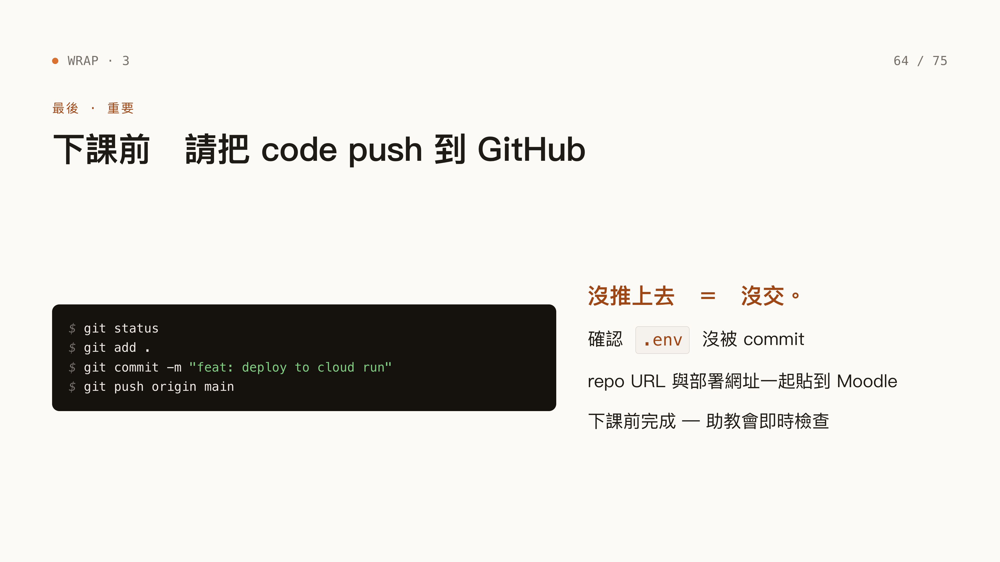 WRAP · 3
64 / 75
最後 · 重要
下課前　請把 code push 到 GitHub
$ git status
$ git add .
$ git commit -m "feat: deploy to cloud run"
$ git push origin main
沒推上去　=　沒交。
確認 .env 沒被 commit
repo URL 與部署網址一起貼到 Moodle
下課前完成 — 助教會即時檢查